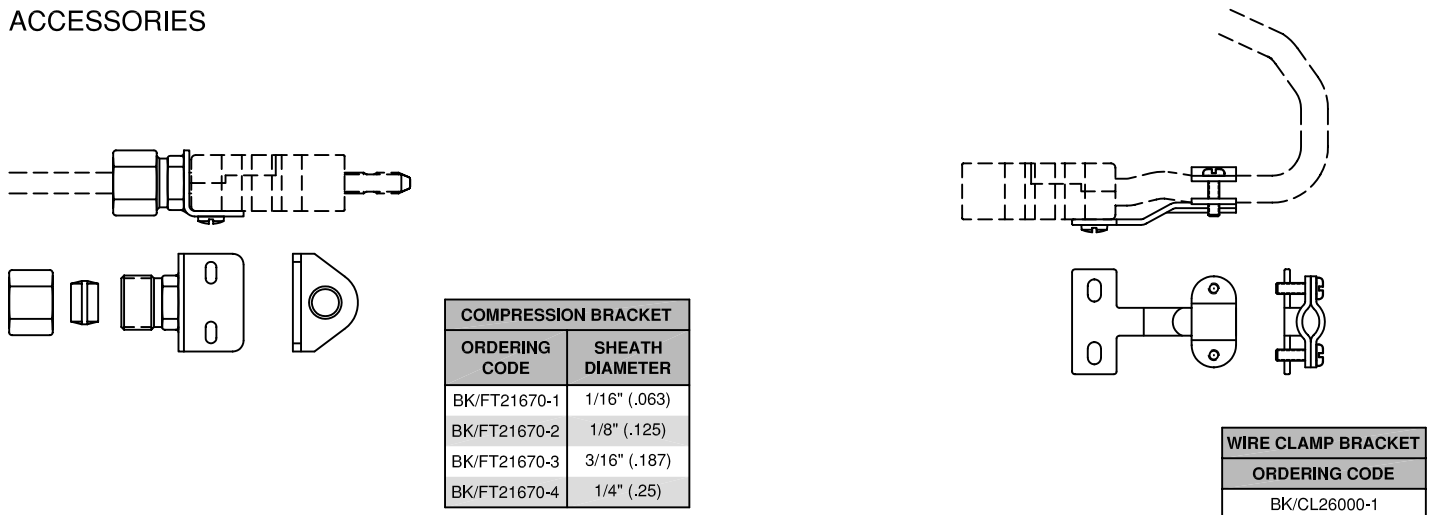 ACCESSORIES
COMPRESSION BRACKET
ORDERING CODE SHEATH DIAMETER
BK/FT21670-1 1/16" (.063)
BK/FT21670-2 1/8" (.125)
BK/FT21670-3 3/16" (.187)
BK/FT21670-4 1/4" (.25)
WIRE CLAMP BRACKET
ORDERING CODE
BK/CL26000-1